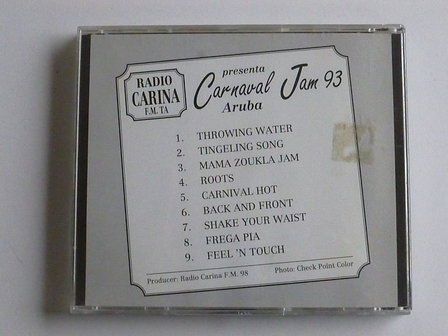 RADIO
CARINA
F.M. TA
presenta
Carnaval Jam 93
Aruba
1. THROWING WATER
2. TINGELING SONG
3. MAMA ZOUKLA JAM
4. ROOTS
5. CARNIVAL HOT
6. BACK AND FRONT
7. SHAKE YOUR WAIST
8. FREGA PIA
9. FEEL 'N TOUCH
Producer: Radio Carina F.M. 98 Photo: Check Point Color